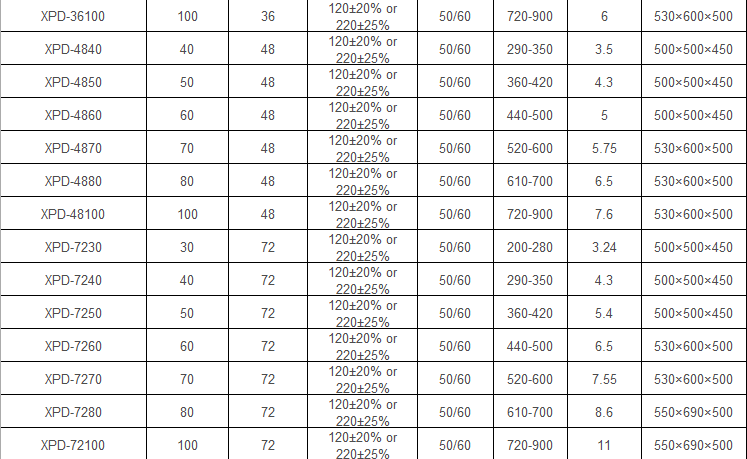 XPD-36100 100 36 120±20% or 220±25% 50/60 720-900 6 530×600×500
XPD-4840 40 48 120±20% or 220±25% 50/60 290-350 3.5 500×500×450
XPD-4850 50 48 120±20% or 220±25% 50/60 360-420 4.3 500×500×450
XPD-4860 60 48 120±20% or 220±25% 50/60 440-500 5 500×500×450
XPD-4870 70 48 120±20% or 220±25% 50/60 520-600 5.75 530×600×500
XPD-4880 80 48 120±20% or 220±25% 50/60 610-700 6.5 530×600×500
XPD-48100 100 48 120±20% or 220±25% 50/60 720-900 7.6 530×600×500
XPD-7230 30 72 120±20% or 220±25% 50/60 200-280 3.24 500×500×450
XPD-7240 40 72 120±20% or 220±25% 50/60 290-350 4.3 500×500×450
XPD-7250 50 72 120±20% or 220±25% 50/60 360-420 5.4 500×500×450
XPD-7260 60 72 120±20% or 220±25% 50/60 440-500 6.5 530×600×500
XPD-7270 70 72 120±20% or 220±25% 50/60 520-600 7.55 530×600×500
XPD-7280 80 72 120±20% or 220±25% 50/60 610-700 8.6 550×690×500
XPD-72100 100 72 120±20% or 220±25% 50/60 720-900 11 550×690×500